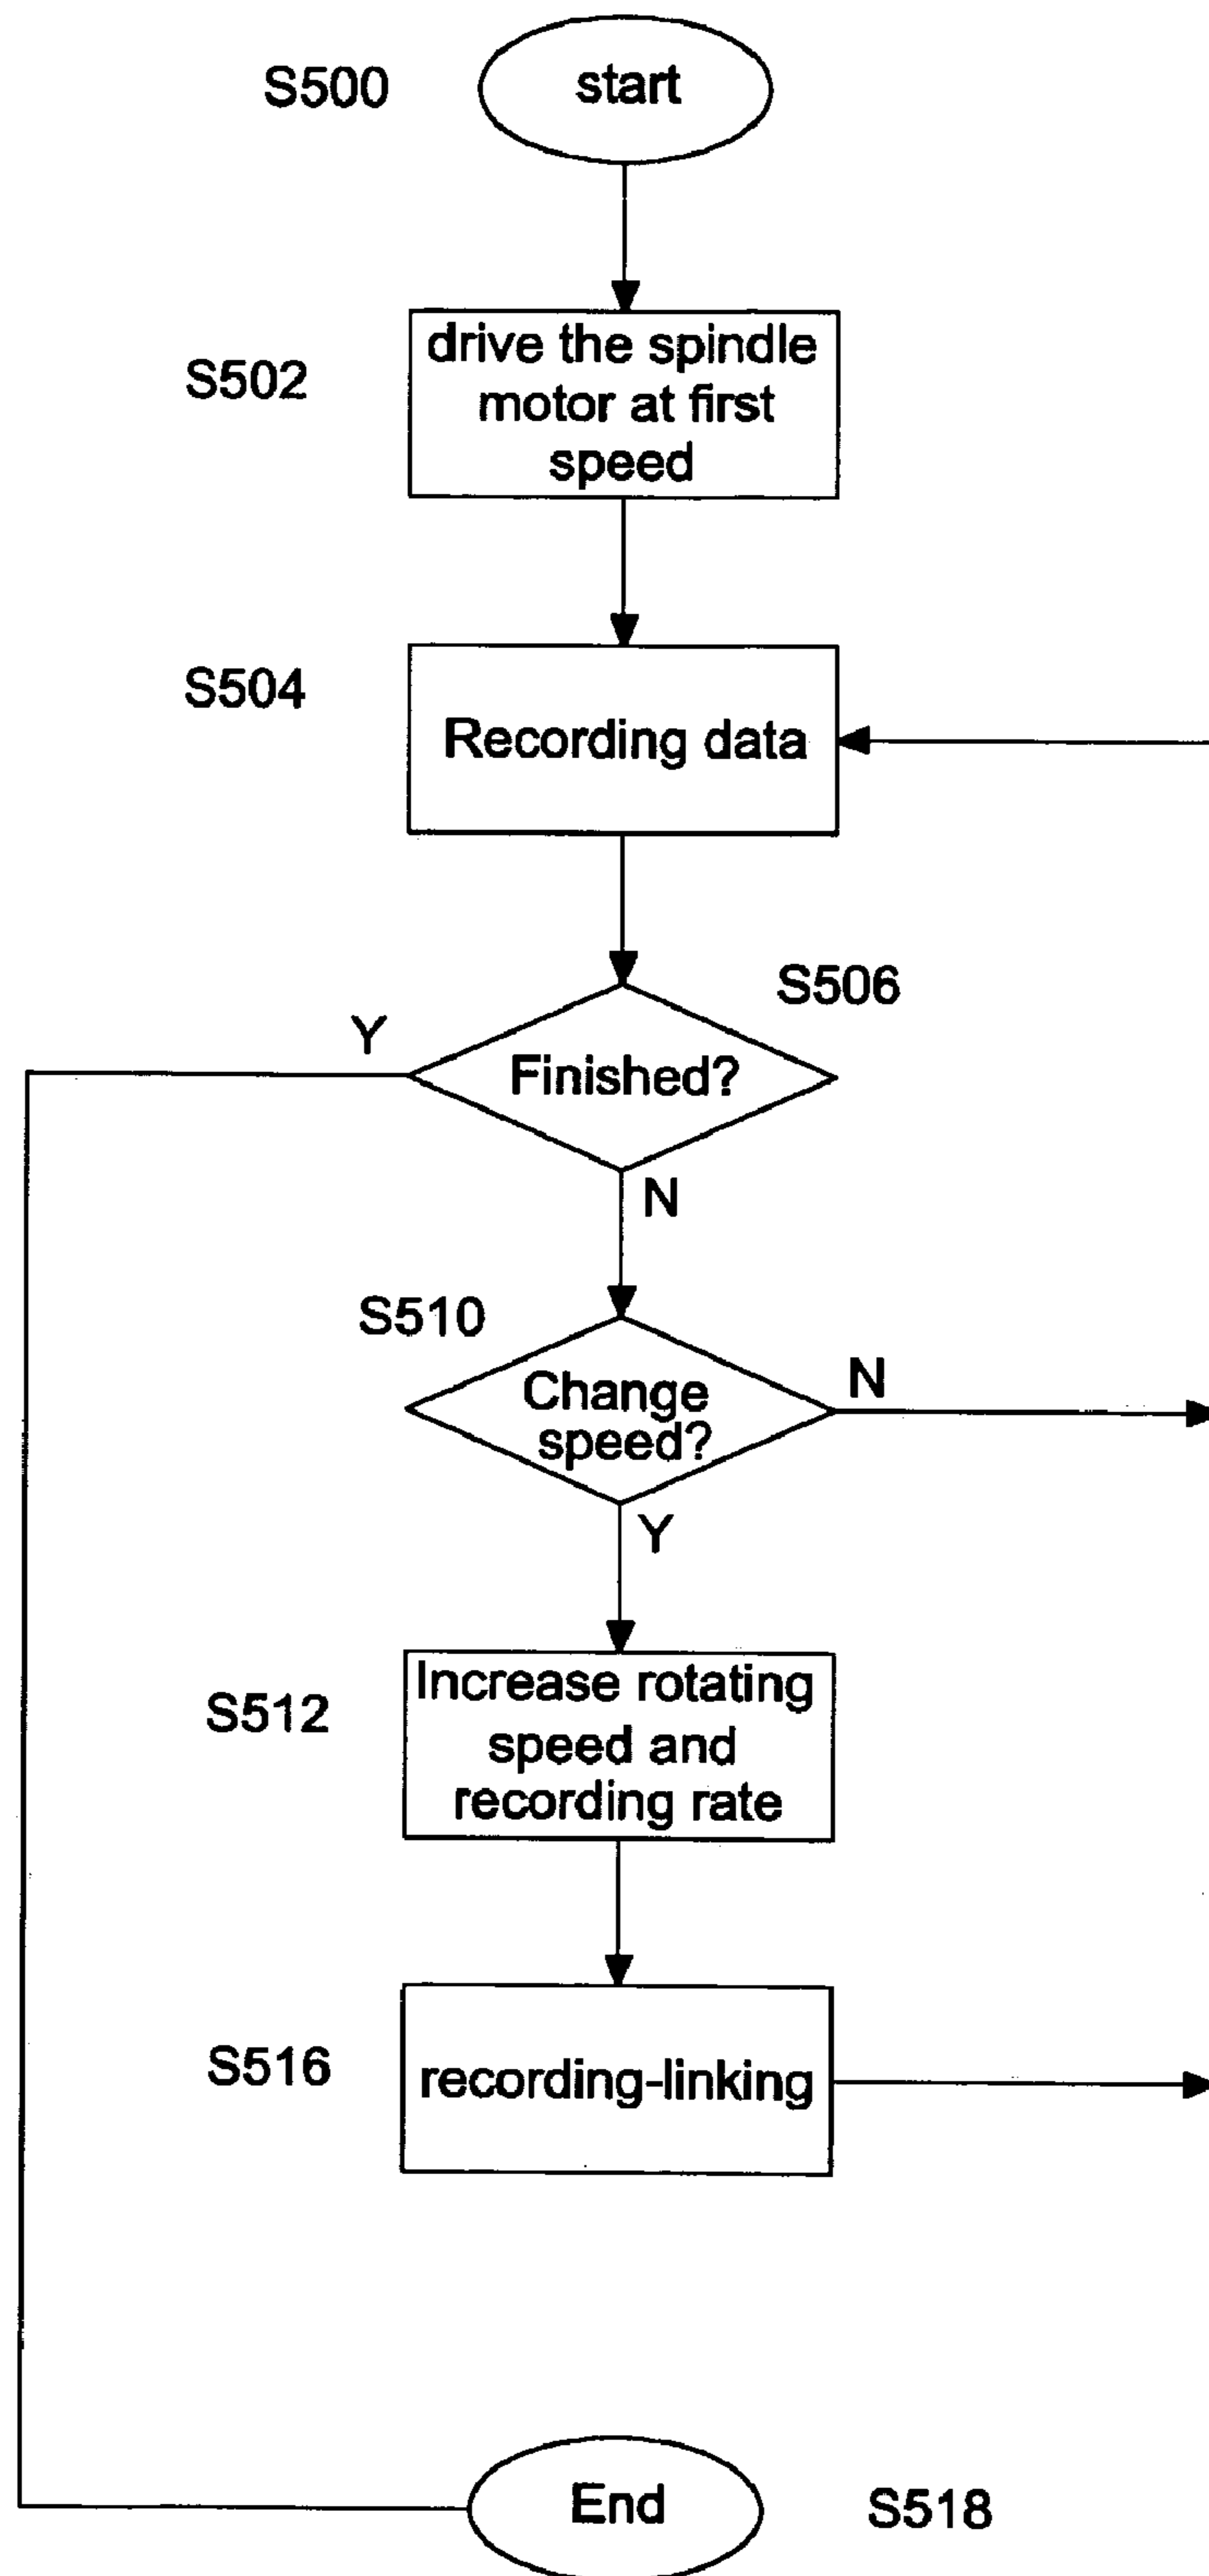 S500
start
S502
drive the spindle
motor at first
speed
S504
Recording data
S506
Y
Finished?
N
S510
Change
speed?
N
Y
S512
Increase rotating
speed and
recording rate
S516
recording-linking
End
S518